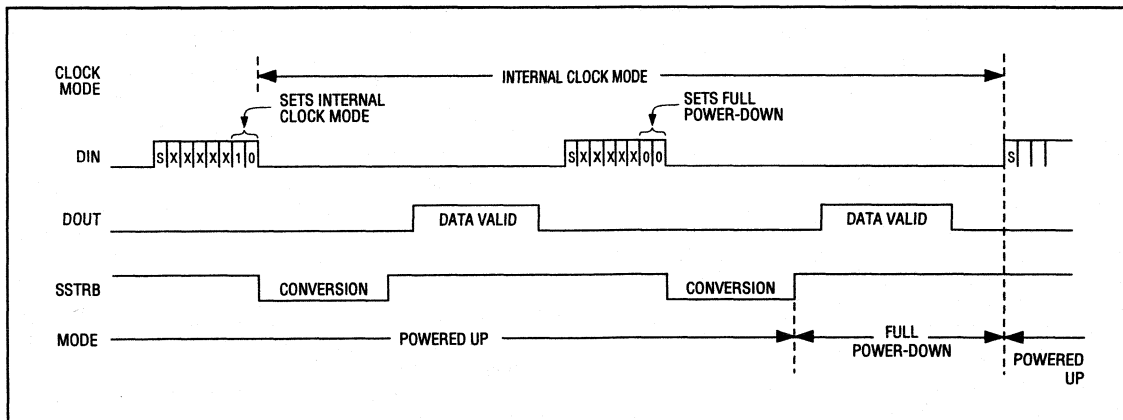 CLOCK
MODE
INTERNAL CLOCK MODE
SETS INTERNAL
CLOCK MODE
SETS FULL
POWER-DOWN
DIN
S X X X X X 1 0
S X X X X X 0 0
S
DOUT
DATA VALID
DATA VALID
SSTRB
CONVERSION
CONVERSION
MODE
POWERED UP
FULL
POWER-DOWN
POWERED
UP